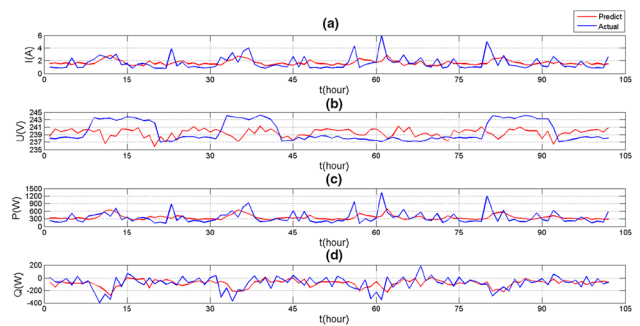 (a)
Predict
Actual
6
4
2
0
I(A)
0 15 30 45 60 75 90 105
t(hour)
(b)
245
243
241
239
237
235
U(V)
0 15 30 45 60 75 90 105
t(hour)
(c)
1500
1200
900
600
300
0
P(W)
0 15 30 45 60 75 90 105
t(hour)
(d)
200
0
-200
-400
Q(W)
0 15 30 45 60 75 90 105
t(hour)